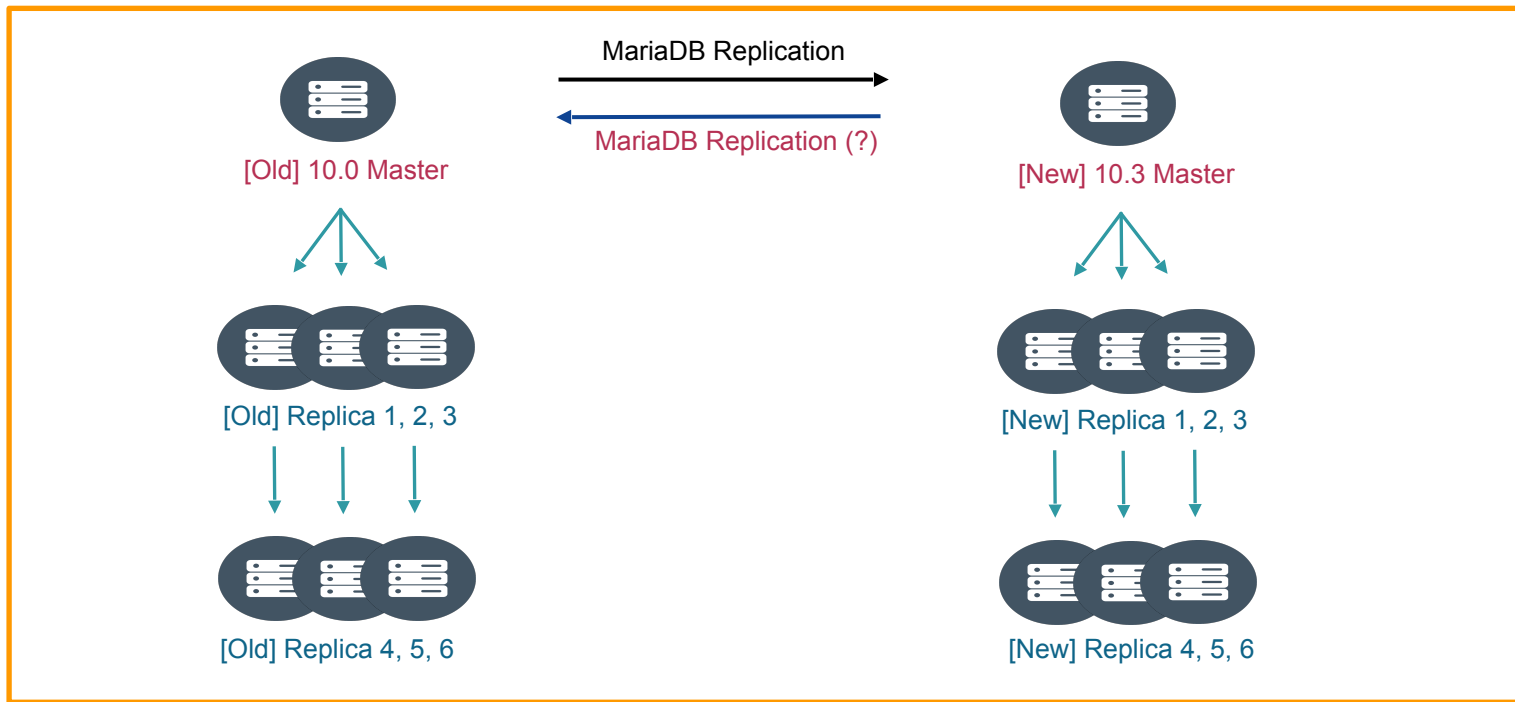 MariaDB Replication
MariaDB Replication (?)
[Old] 10.0 Master
[New] 10.3 Master
[Old] Replica 1, 2, 3
[New] Replica 1, 2, 3
[Old] Replica 4, 5, 6
[New] Replica 4, 5, 6